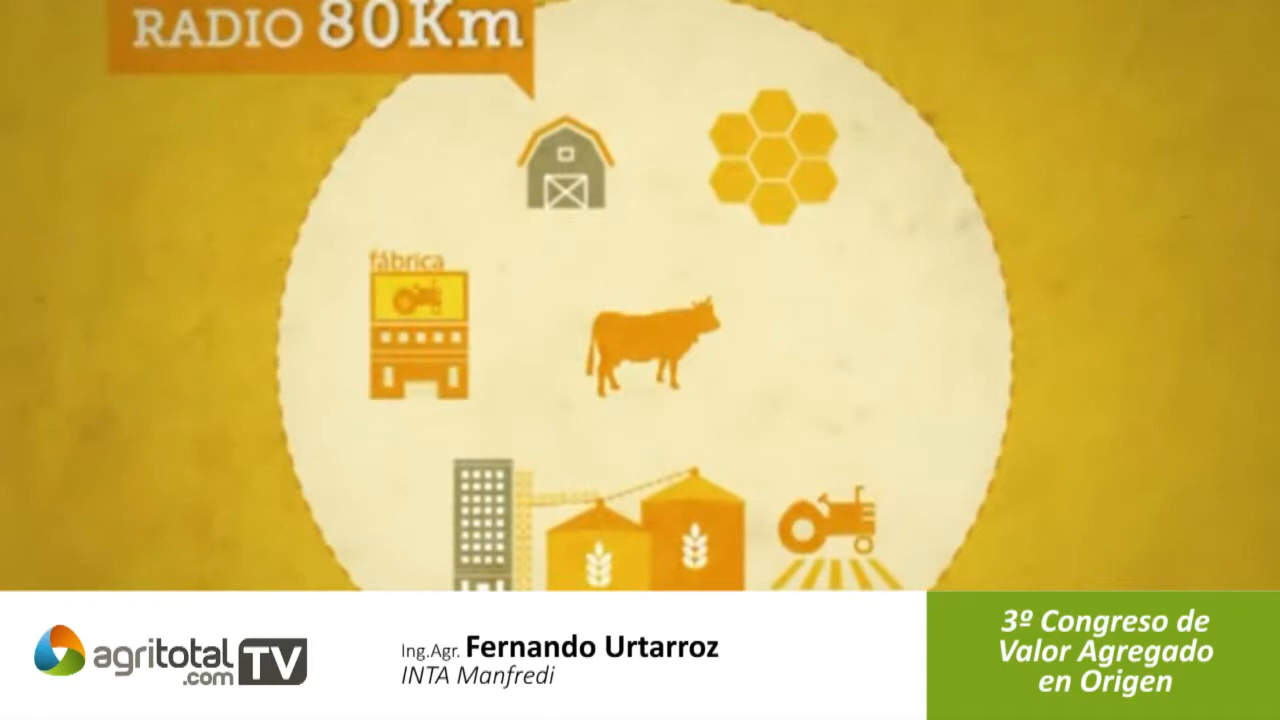 RADIO 80Km
fábrica
agritotal
.com TV
Ing.Agr. Fernando Urtarroz
INTA Manfredi
3º Congreso de
Valor Agregado
en Origen